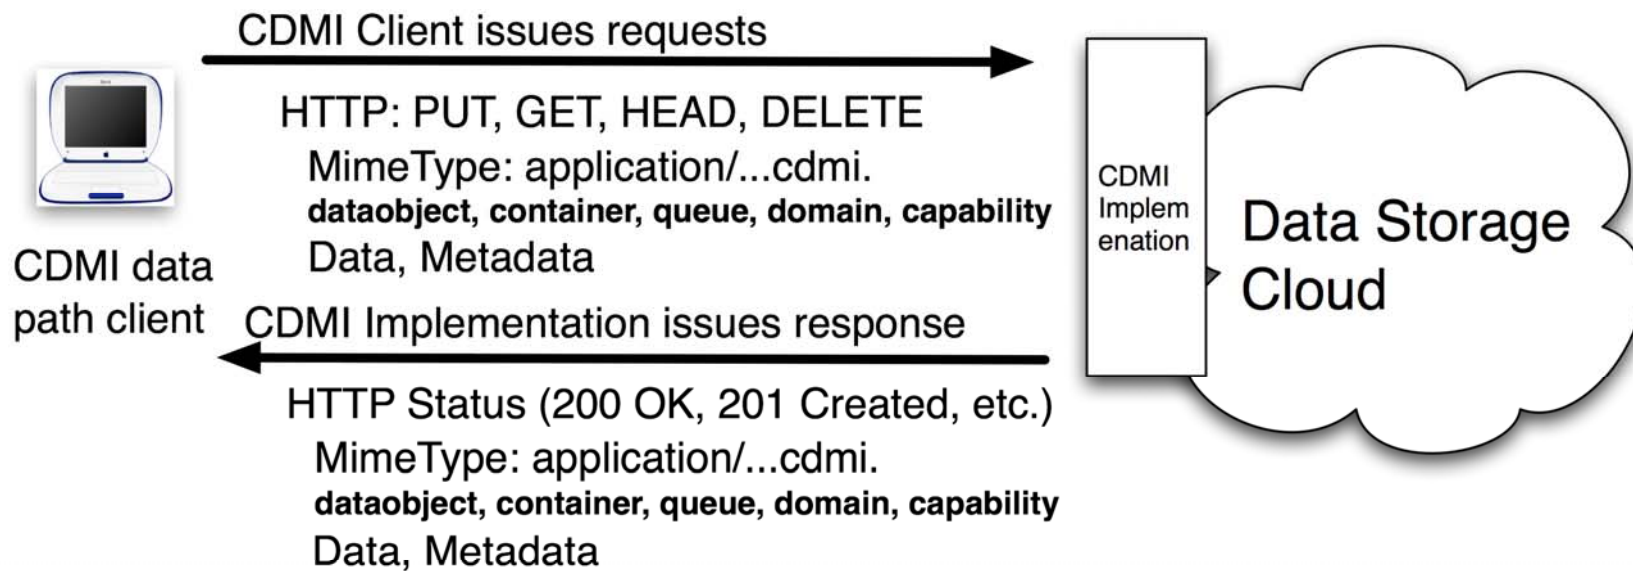 CDMI Client issues requests
HTTP: PUT, GET, HEAD, DELETE
MimeType: application/...cdmi.
dataobject, container, queue, domain, capability
Data, Metadata
CDMI data
path client
CDMI Implementation issues response
HTTP Status (200 OK, 201 Created, etc.)
MimeType: application/...cdmi.
dataobject, container, queue, domain, capability
Data, Metadata
CDMI
Implem
enation
Data Storage
Cloud